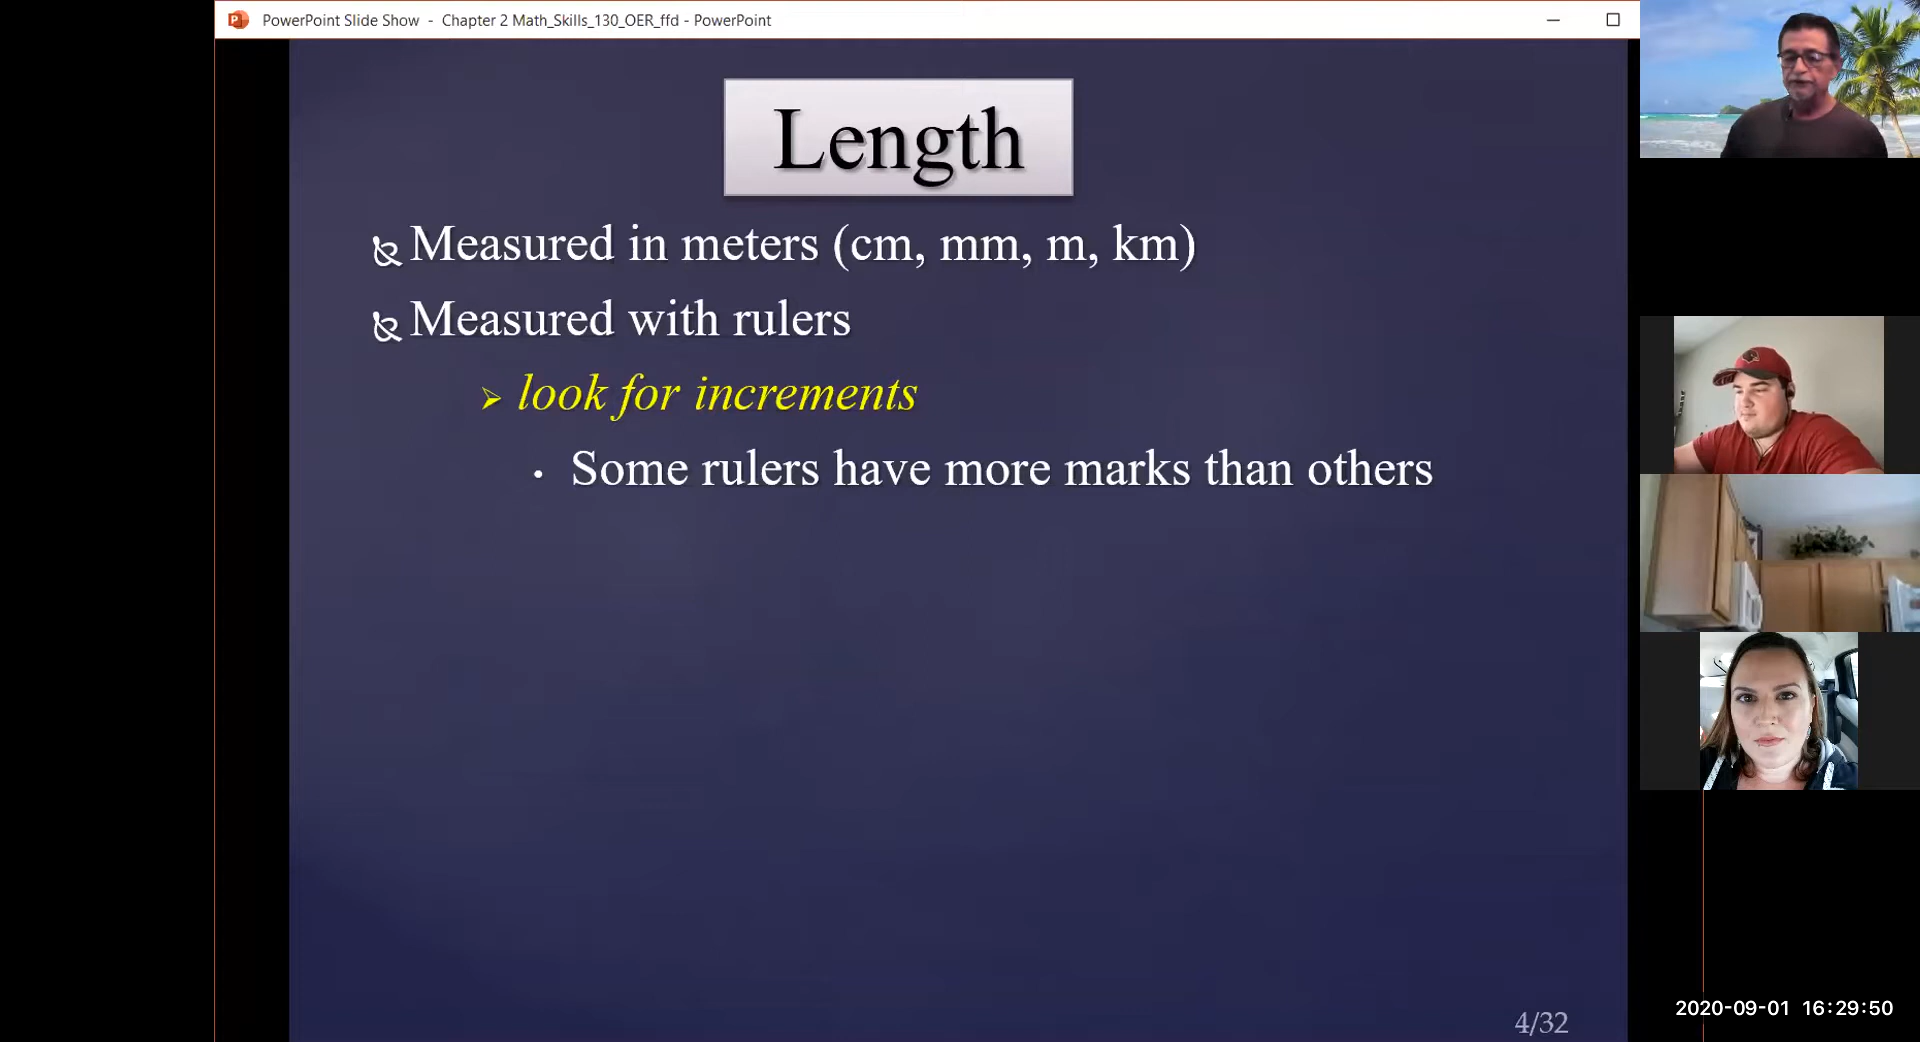 PowerPoint Slide Show - Chapter 2 Math_Skills_130_OER_ffd - PowerPoint
Length
Measured in meters (cm, mm, m, km)
Measured with rulers
look for increments
Some rulers have more marks than others
4/32
2020-09-01 16:29:50